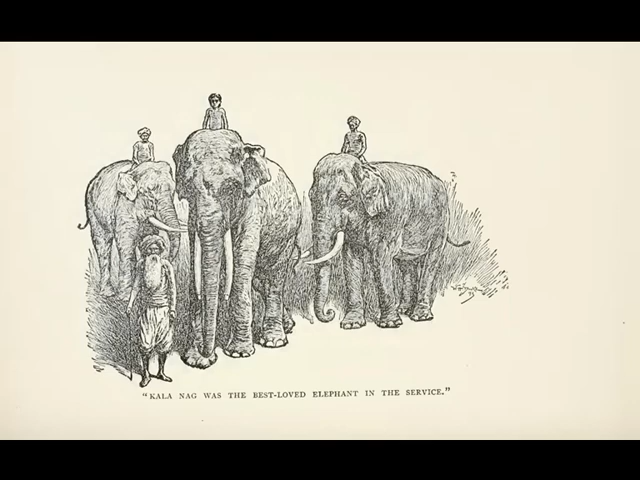 "KALA NAG WAS THE BEST-LOVED ELEPHANT IN THE SERVICE."